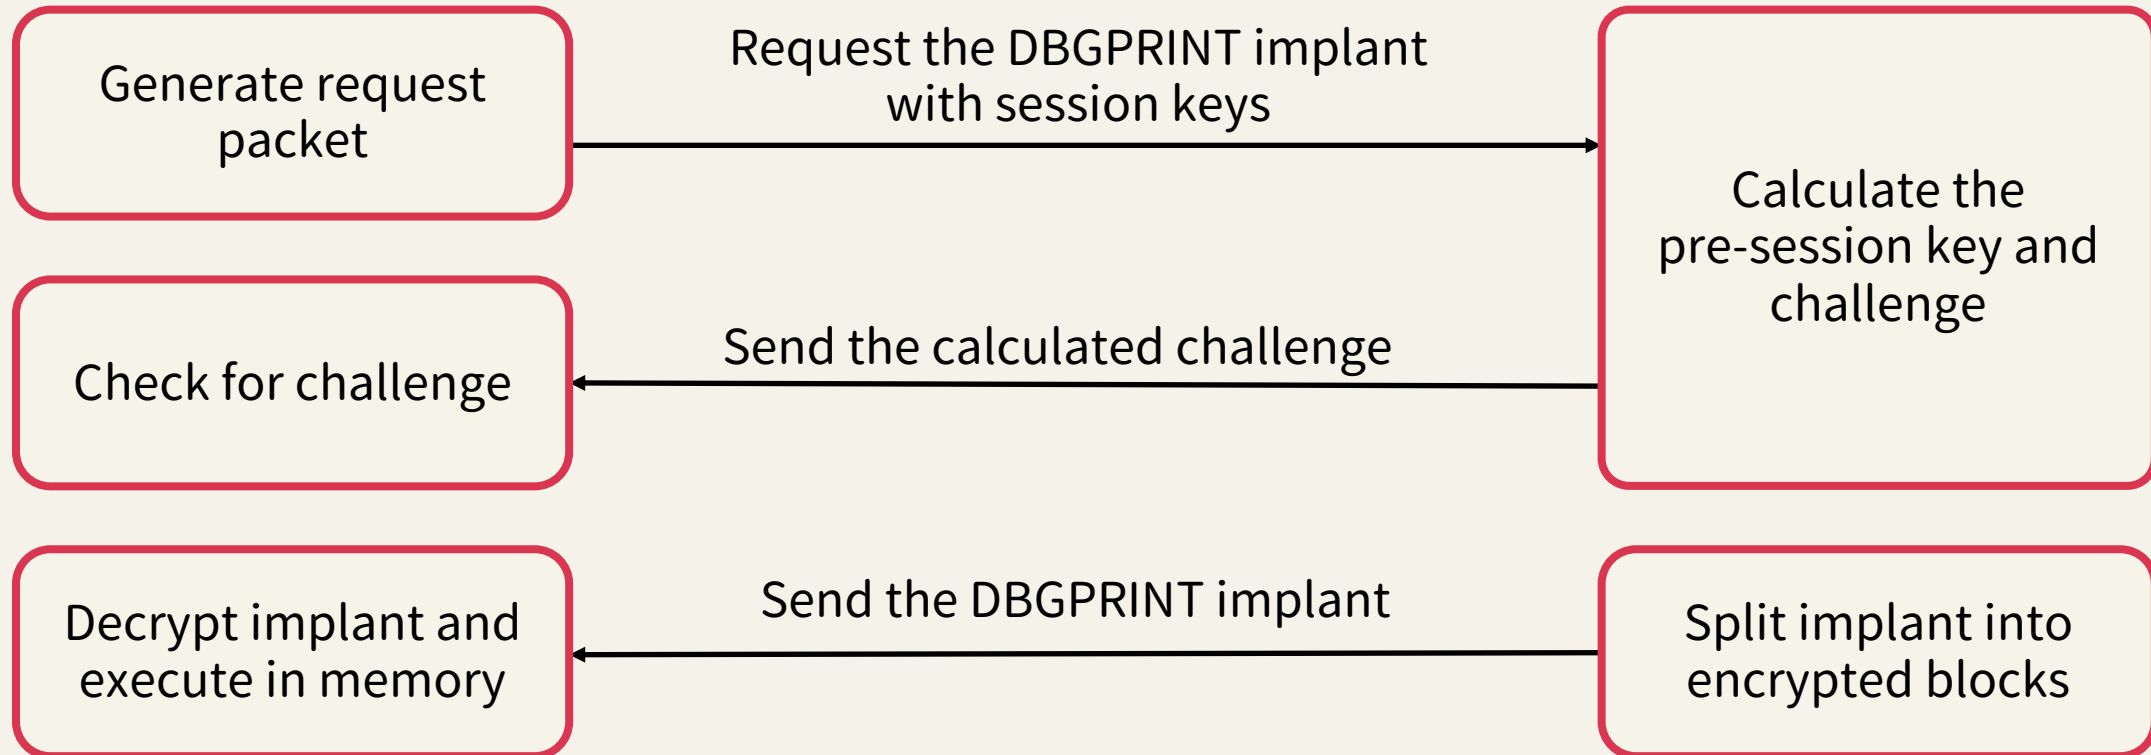 Generate request
packet
Request the DBGPRINT implant
with session keys
Calculate the
pre-session key and
challenge
Check for challenge
Send the calculated challenge
Decrypt implant and
execute in memory
Send the DBGPRINT implant
Split implant into
encrypted blocks